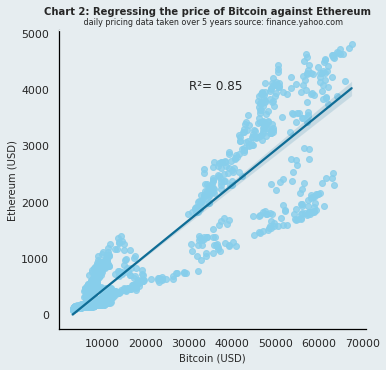 Chart 2: Regressing the price of Bitcoin against Ethereum
daily pricing data taken over 5 years source: finance.yahoo.com
5000
4000
3000
2000
1000
0
R²= 0.85
Ethereum (USD)
10000 20000 30000 40000 50000 60000 70000
Bitcoin (USD)